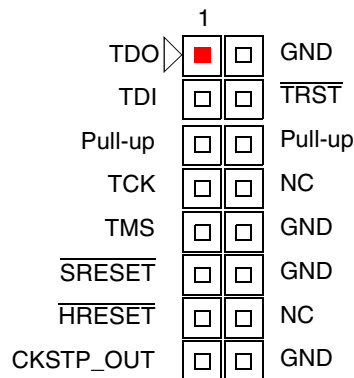 1
TDO GND
TDI TRST
Pull-up Pull-up
TCK NC
TMS GND
SRESET GND
HRESET NC
CKSTP_OUT GND